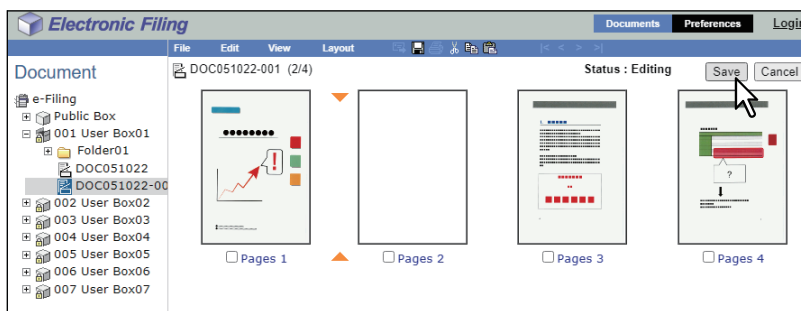 Electronic Filing
Documents
Preferences
Login
File Edit View Layout
|< < > >|
Document
DOC051022-001 (2/4)
Status : Editing
Save
Cancel
e-Filing
Public Box
001 User Box01
Folder01
DOC051022
DOC051022-00
002 User Box02
003 User Box03
004 User Box04
005 User Box05
006 User Box06
007 User Box07
!
?
Pages 1
Pages 2
Pages 3
Pages 4